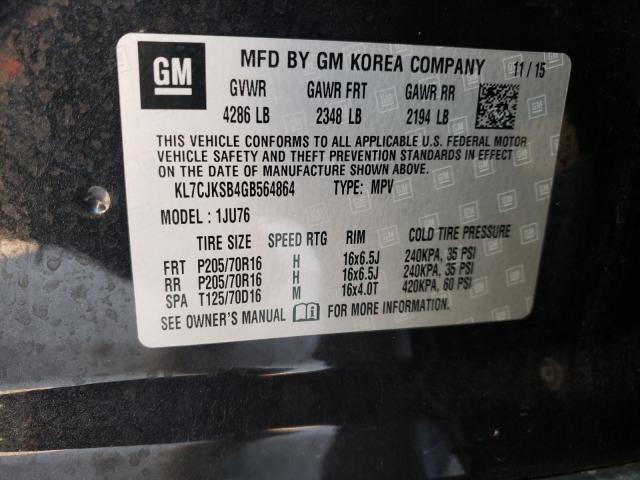 GM
MFD BY GM KOREA COMPANY 11/15
GVWR GAWR FRT GAWR RR
4286 LB 2348 LB 2194 LB
THIS VEHICLE CONFORMS TO ALL APPLICABLE U.S. FEDERAL MOTOR
VEHICLE SAFETY AND THEFT PREVENTION STANDARDS IN EFFECT
ON THE DATE OF MANUFACTURE SHOWN ABOVE.
KL7CJKSB4GB564864 TYPE: MPV
MODEL : 1JU76
TIRE SIZE SPEED RTG RIM COLD TIRE PRESSURE
FRT P205/70R16 H 16x6.5J 240KPA, 35 PSI
RR P205/70R16 H 16x6.5J 240KPA, 35 PSI
SPA T125/70D16 M 16x4.0T 420KPA, 60 PSI
SEE OWNER'S MANUAL FOR MORE INFORMATION.